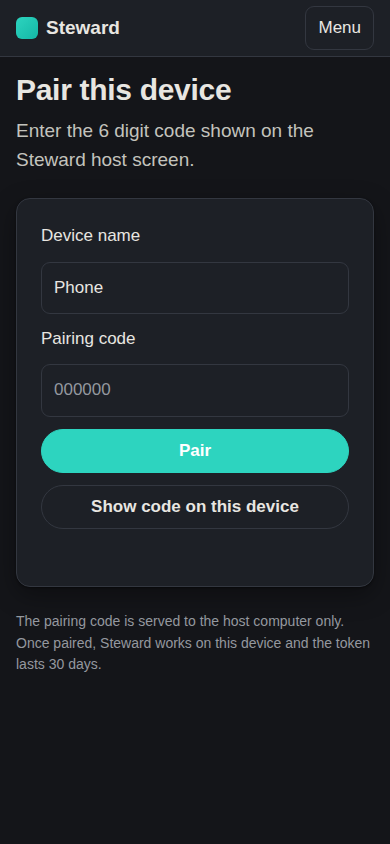 Steward
Menu
Pair this device
Enter the 6 digit code shown on the
Steward host screen.
Device name
Phone
Pairing code
000000
Pair
Show code on this device
The pairing code is served to the host computer only.
Once paired, Steward works on this device and the token
lasts 30 days.